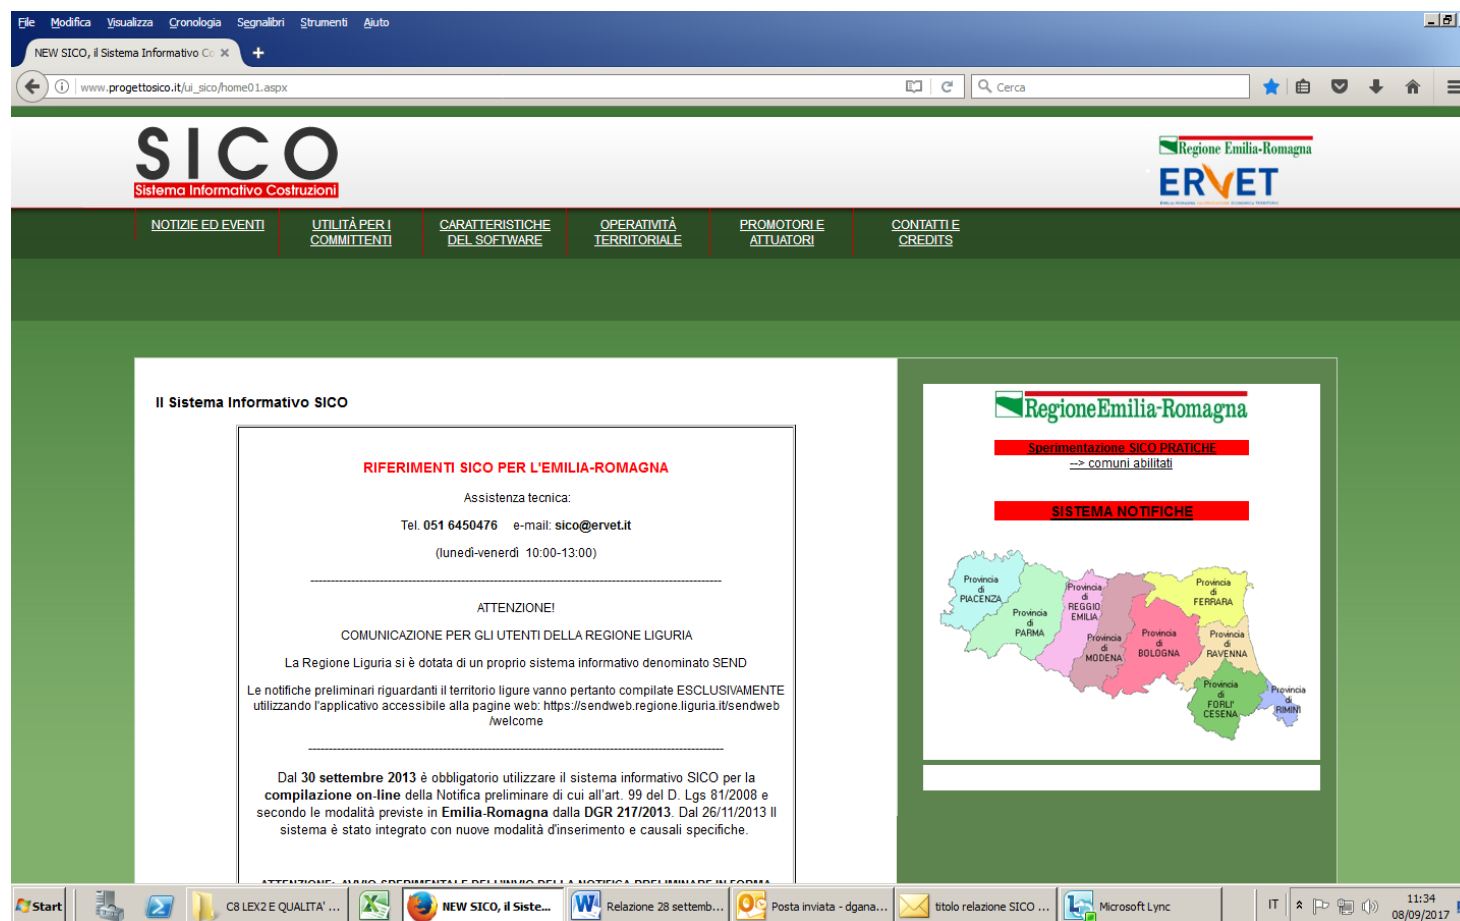 File Modifica Visualizza Cronologia Segnalibri Strumenti Aiuto
NEW SICO, il Sistema Informativo Co
www.progettosico.it/ui_sico/home01.aspx
Cerca
SICO
Sistema Informativo Costruzioni
Regione Emilia-Romagna
ERVET
NOTIZIE ED EVENTI
UTILITÀ PER I
COMMITTENTI
CARATTERISTICHE
DEL SOFTWARE
OPERATIVITÀ
TERRITORIALE
PROMOTORI E
ATTUATORI
CONTATTI E
CREDITS
Il Sistema Informativo SICO
RIFERIMENTI SICO PER L'EMILIA-ROMAGNA
Assistenza tecnica:
Tel. 051 6450476 e-mail: sico@ervet.it
(lunedì-venerdì 10:00-13:00)
ATTENZIONE!
COMUNICAZIONE PER GLI UTENTI DELLA REGIONE LIGURIA
La Regione Liguria si è dotata di un proprio sistema informativo denominato SEND
Le notifiche preliminari riguardanti il territorio ligure vanno pertanto compilate ESCLUSIVAMENTE
utilizzando l'applicativo accessibile alla pagine web: https://sendweb.regione.liguria.it/sendweb
/welcome
Dal 30 settembre 2013 è obbligatorio utilizzare il sistema informativo SICO per la
compilazione on-line della Notifica preliminare di cui all'art. 99 del D. Lgs 81/2008 e
secondo le modalità previste in Emilia-Romagna dalla DGR 217/2013. Dal 26/11/2013 Il
sistema è stato integrato con nuove modalità d'inserimento e causali specifiche.
ATTENZIONE: AVVIO SPERIMENTALE DELL'INVIO DELLA NOTIFICA PRELIMINARE IN FORMA
RegioneEmilia-Romagna
Sperimentazione SICO PRATICHE
--> comuni abilitati
SISTEMA NOTIFICHE
Provincia
di
PIACENZA
Provincia
di
PARMA
Provincia
di
REGGIO
EMILIA
Provincia
di
MODENA
Provincia
di
BOLOGNA
Provincia
di
FERRARA
Provincia
di
RAVENNA
Provincia
di
FORLI'
CESENA
Provincia
di
RIMINI
Start
C8 LEX2 E QUALITA' ...
NEW SICO, il Siste...
Relazione 28 settemb...
Posta inviata - dgana...
titolo relazione SICO ...
Microsoft Lync
IT
11:34
08/09/2017